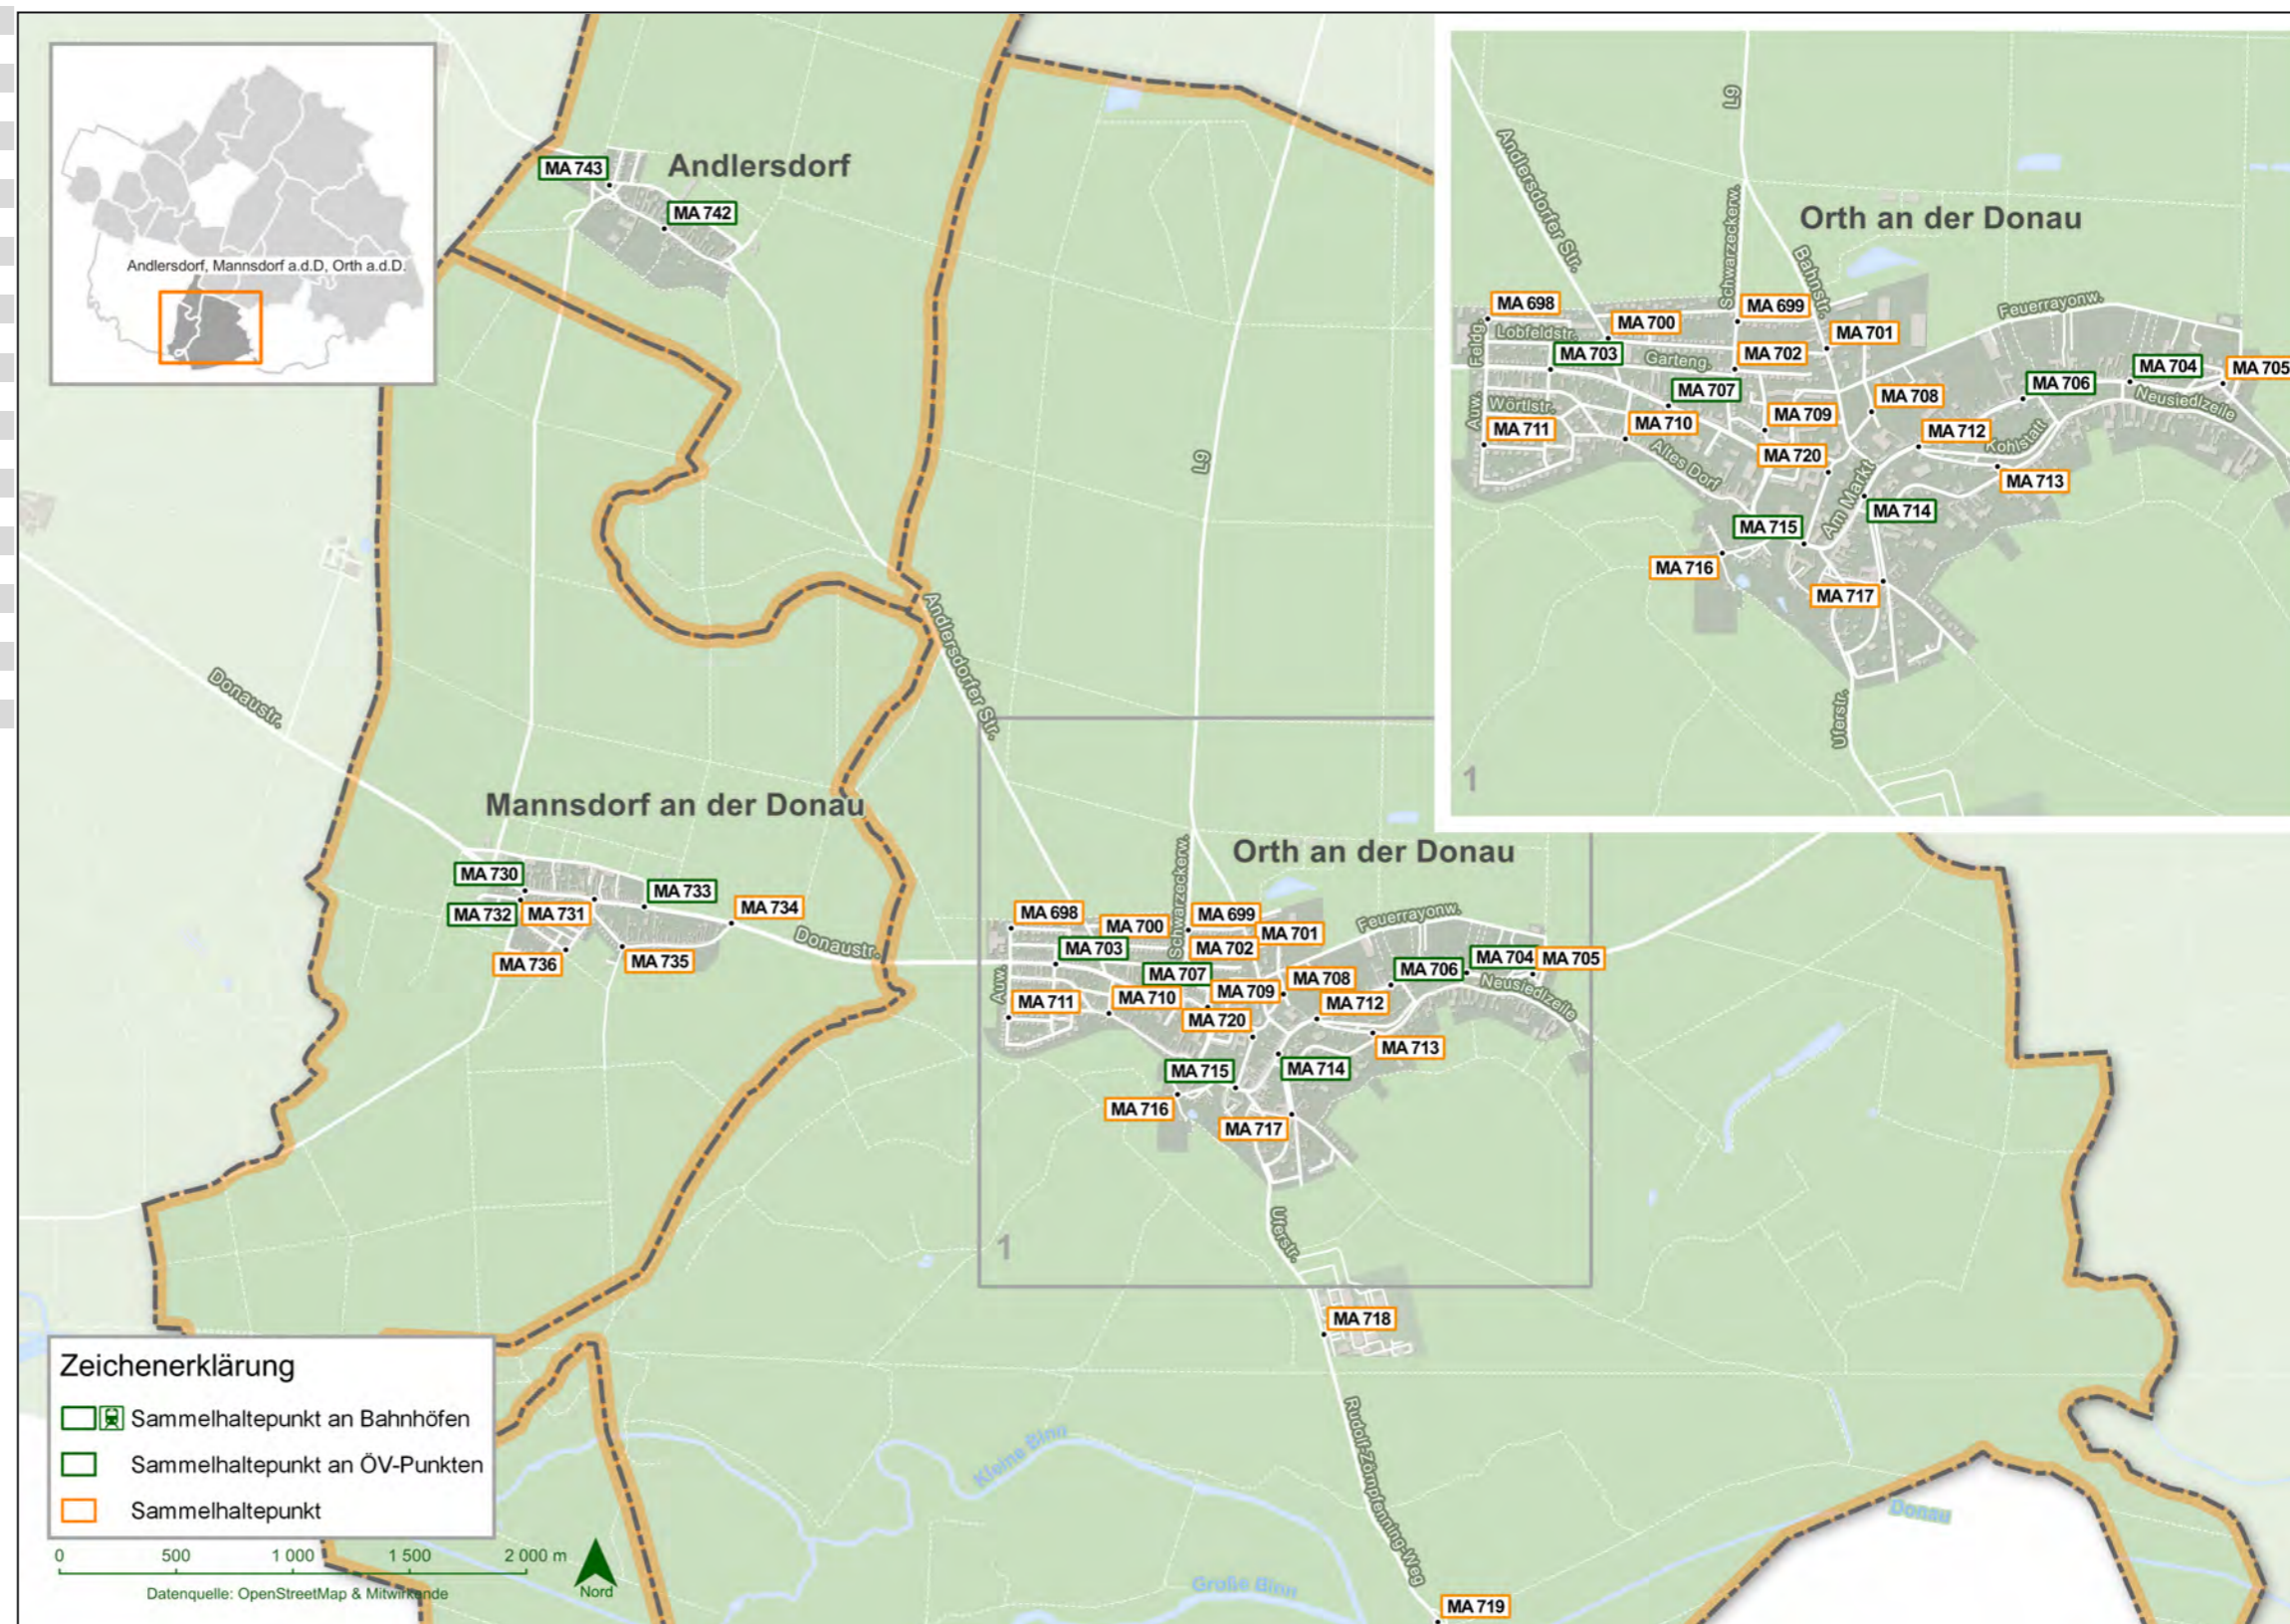 Andlersdorf, Mannsdorf a.d.D, Orth a.d.D.
MA 743
Andlersdorf
MA 742
L9
Andlersdorfer Str.
Donaustr.
Mannsdorf an der Donau
MA 730
MA 733
MA 732
MA 731
MA 734
MA 736
MA 735
Donaustr.
Orth an der Donau
Schwarzeckerw.
Feuerrayonw.
MA 698
MA 700
MA 699
MA 701
MA 703
MA 702
MA 704
MA 705
MA 706
MA 707
MA 708
Neusiedlzeile
Auw.
MA 711
MA 710
MA 709
MA 712
MA 720
MA 713
MA 715
MA 714
MA 716
MA 717
1
Uferstr.
MA 718
Rudolf-Zörnpfenning-Weg
Kleine Binn
Große Binn
Donau
MA 719
L9
Andlersdorfer Str.
Orth an der Donau
Schwarzeckerw.
Bahnstr.
Feuerrayonw.
MA 698
MA 700
MA 699
MA 701
Feldg.
Lobfeldstr.
MA 703
Garteng.
MA 702
MA 704
MA 705
MA 706
MA 707
MA 708
Neusiedlzeile
Auw.
Wörtlstr.
MA 711
MA 710
MA 709
MA 712
Kohlstatt
Altes Dorf
MA 720
Am Markt
MA 713
MA 714
MA 715
MA 716
MA 717
Uferstr.
1
Zeichenerklärung
Sammelhaltepunkt an Bahnhöfen
Sammelhaltepunkt an ÖV-Punkten
Sammelhaltepunkt
0 500 1 000 1 500 2 000 m
Datenquelle: OpenStreetMap & Mitwirkende
Nord